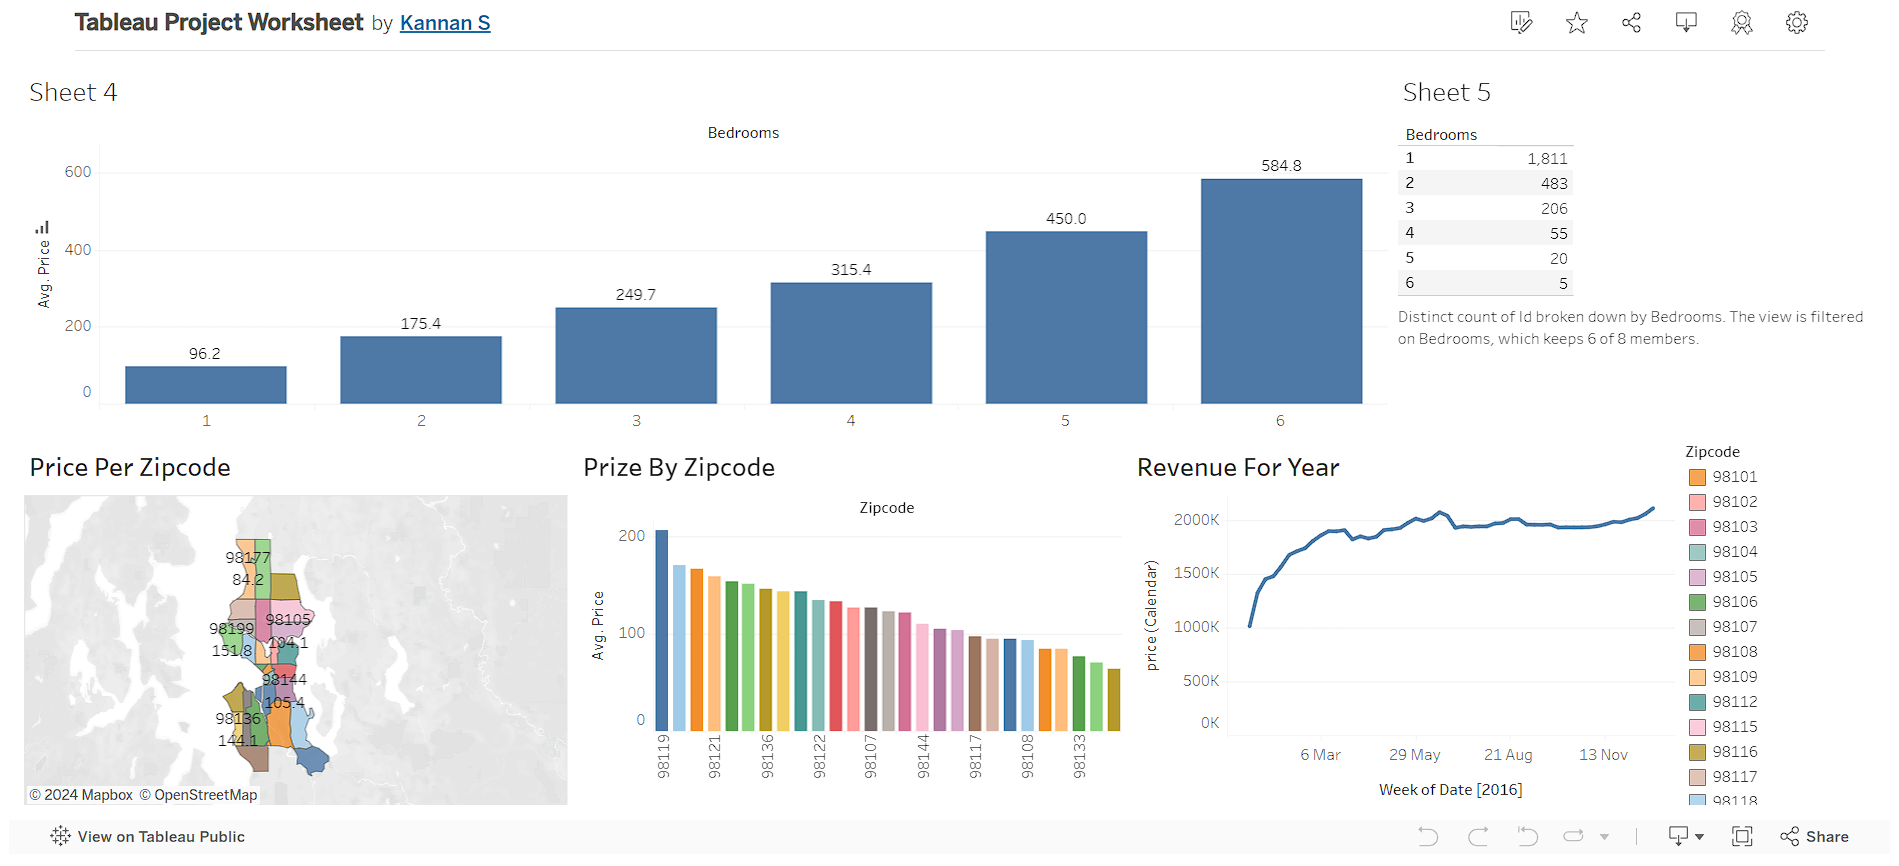 Tableau Project Worksheet by Kannan S
Sheet 4
Bedrooms
Avg. Price
600
400
200
0
96.2
175.4
249.7
315.4
450.0
584.8
1
2
3
4
5
6
Sheet 5
Bedrooms
1 1,811
2 483
3 206
4 55
5 20
6 5
Distinct count of Id broken down by Bedrooms. The view is filtered
on Bedrooms, which keeps 6 of 8 members.
Price Per Zipcode
98177
84.2
98105
98199
104.1
151.8
98144
105.4
98136
144.1
© 2024 Mapbox © OpenStreetMap
Prize By Zipcode
Zipcode
Avg. Price
200
100
0
98119
98121
98136
98122
98107
98144
98117
98108
98133
Revenue For Year
price (Calendar)
2000K
1500K
1000K
500K
0K
6 Mar
29 May
21 Aug
13 Nov
Week of Date [2016]
Zipcode
98101
98102
98103
98104
98105
98106
98107
98108
98109
98112
98115
98116
98117
98118
View on Tableau Public
Share